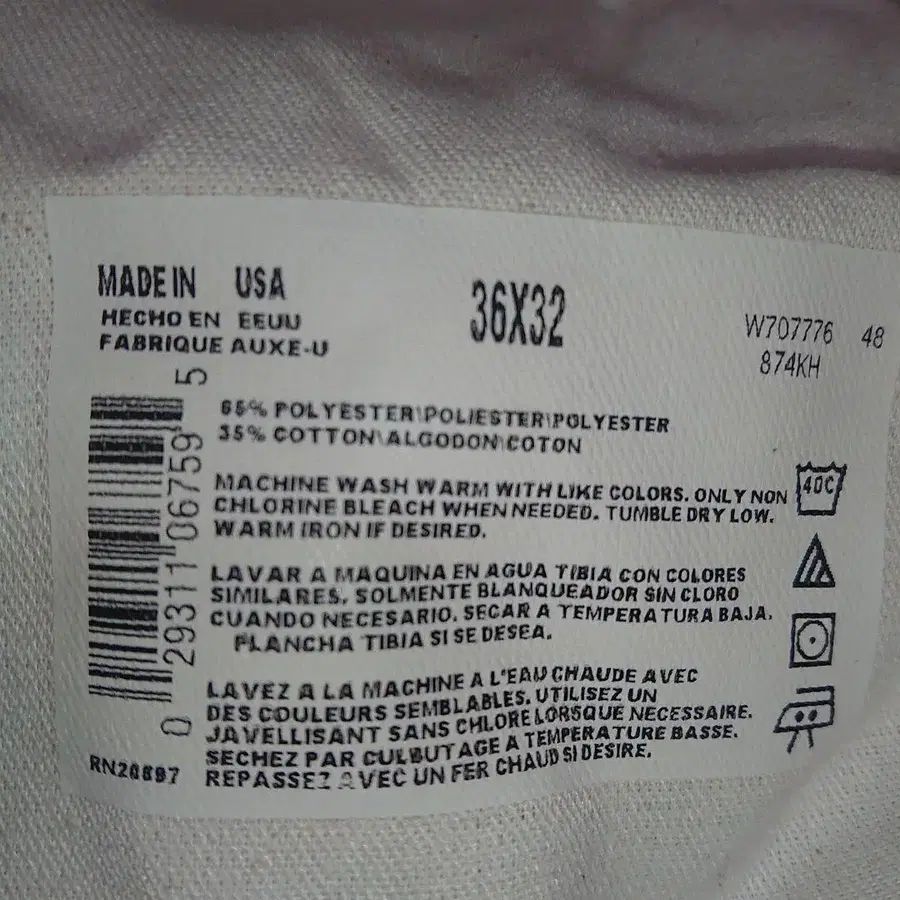 MADE IN USA
HECHO EN EEUU
FABRIQUE AUXE-U
36X32
W707776 48
874KH
65% POLYESTER\POLIESTER\POLYESTER
35% COTTON\ALGODON\COTON
MACHINE WASH WARM WITH LIKE COLORS. ONLY NON
CHLORINE BLEACH WHEN NEEDED. TUMBLE DRY LOW.
WARM IRON IF DESIRED.
40C
LAVAR A MAQUINA EN AGUA TIBIA CON COLORES
SIMILARES. SOLMENTE BLANQUEADOR SIN CLORO
CUANDO NECESARIO. SECAR A TEMPERATURA BAJA.
PLANCHA TIBIA SI SE DESEA.
LAVEZ A LA MACHINE A L'EAU CHAUDE AVEC
DES COULEURS SEMBLABLES. UTILISEZ UN
JAVELLISANT SANS CHLORE LORSQUE NECESSAIRE.
SECHEZ PAR CULBUTAGE A TEMPERATURE BASSE.
REPASSEZ AVEC UN FER CHAUD SI DESIRE.
0 29311 06759 5